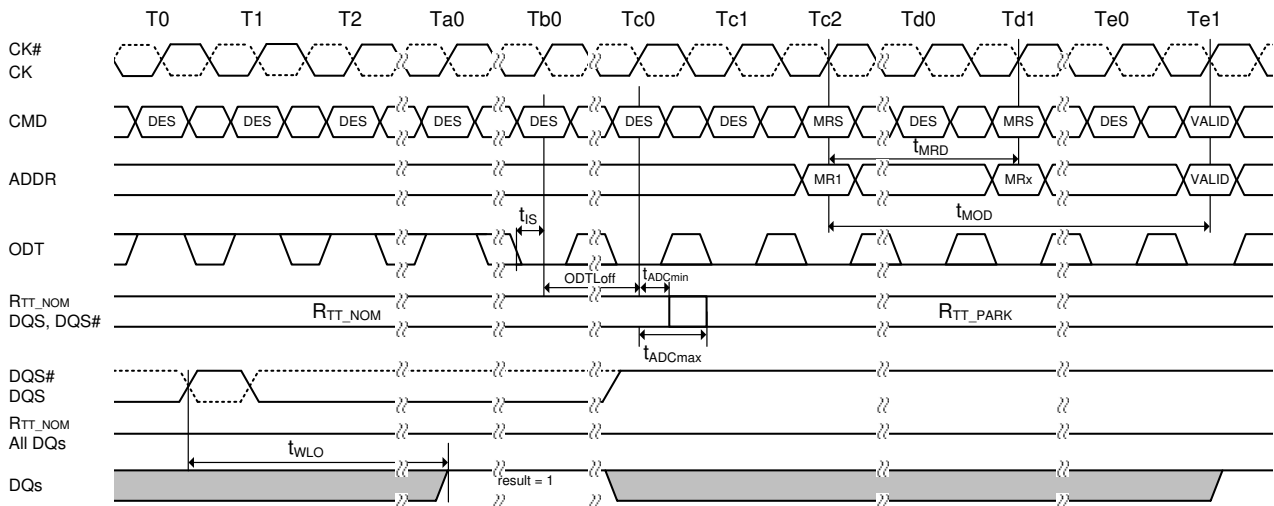 T0 T1 T2 Ta0 Tb0 Tc0 Tc1 Tc2 Td0 Td1 Te0 Te1
CK#
CK
CMD DES DES DES DES DES DES DES MRS DES MRS DES VALID
tMRD
ADDR MR1 MRx VALID
tIS tMOD
ODT
ODTLoff tADCmin
RTT_NOM
DQS, DQS# RTT_NOM RTT_PARK
tADCmax
DQS#
DQS
RTT_NOM
All DQs
tWLO
DQs result = 1